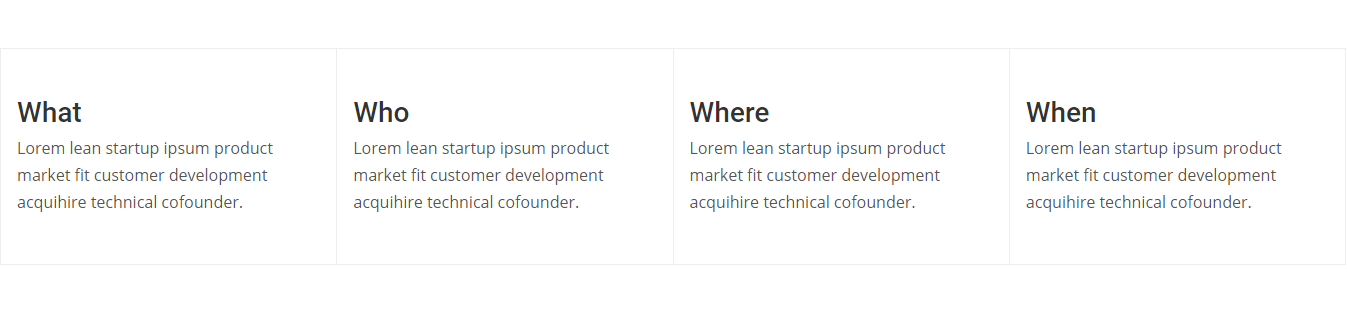 What
Lorem lean startup ipsum product
market fit customer development
acquihire technical cofounder.
Who
Lorem lean startup ipsum product
market fit customer development
acquihire technical cofounder.
Where
Lorem lean startup ipsum product
market fit customer development
acquihire technical cofounder.
When
Lorem lean startup ipsum product
market fit customer development
acquihire technical cofounder.